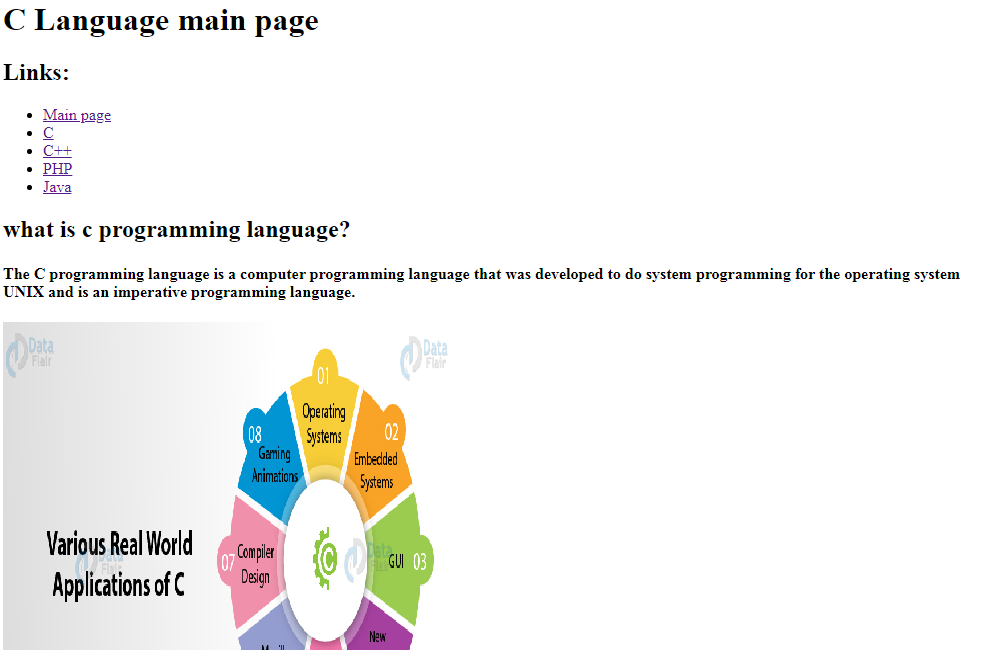 C Language main page
Links:
Main page
C
C++
PHP
Java
what is c programming language?
The C programming language is a computer programming language that was developed to do system programming for the operating system
UNIX and is an imperative programming language.
Data
Flair
Data
Flair
01
Operating
Systems
02
Embedded
Systems
08
Gaming
Animations
Various Real World
Applications of C
07
Compiler
Design
C
GUI
03
Data
Flair
New